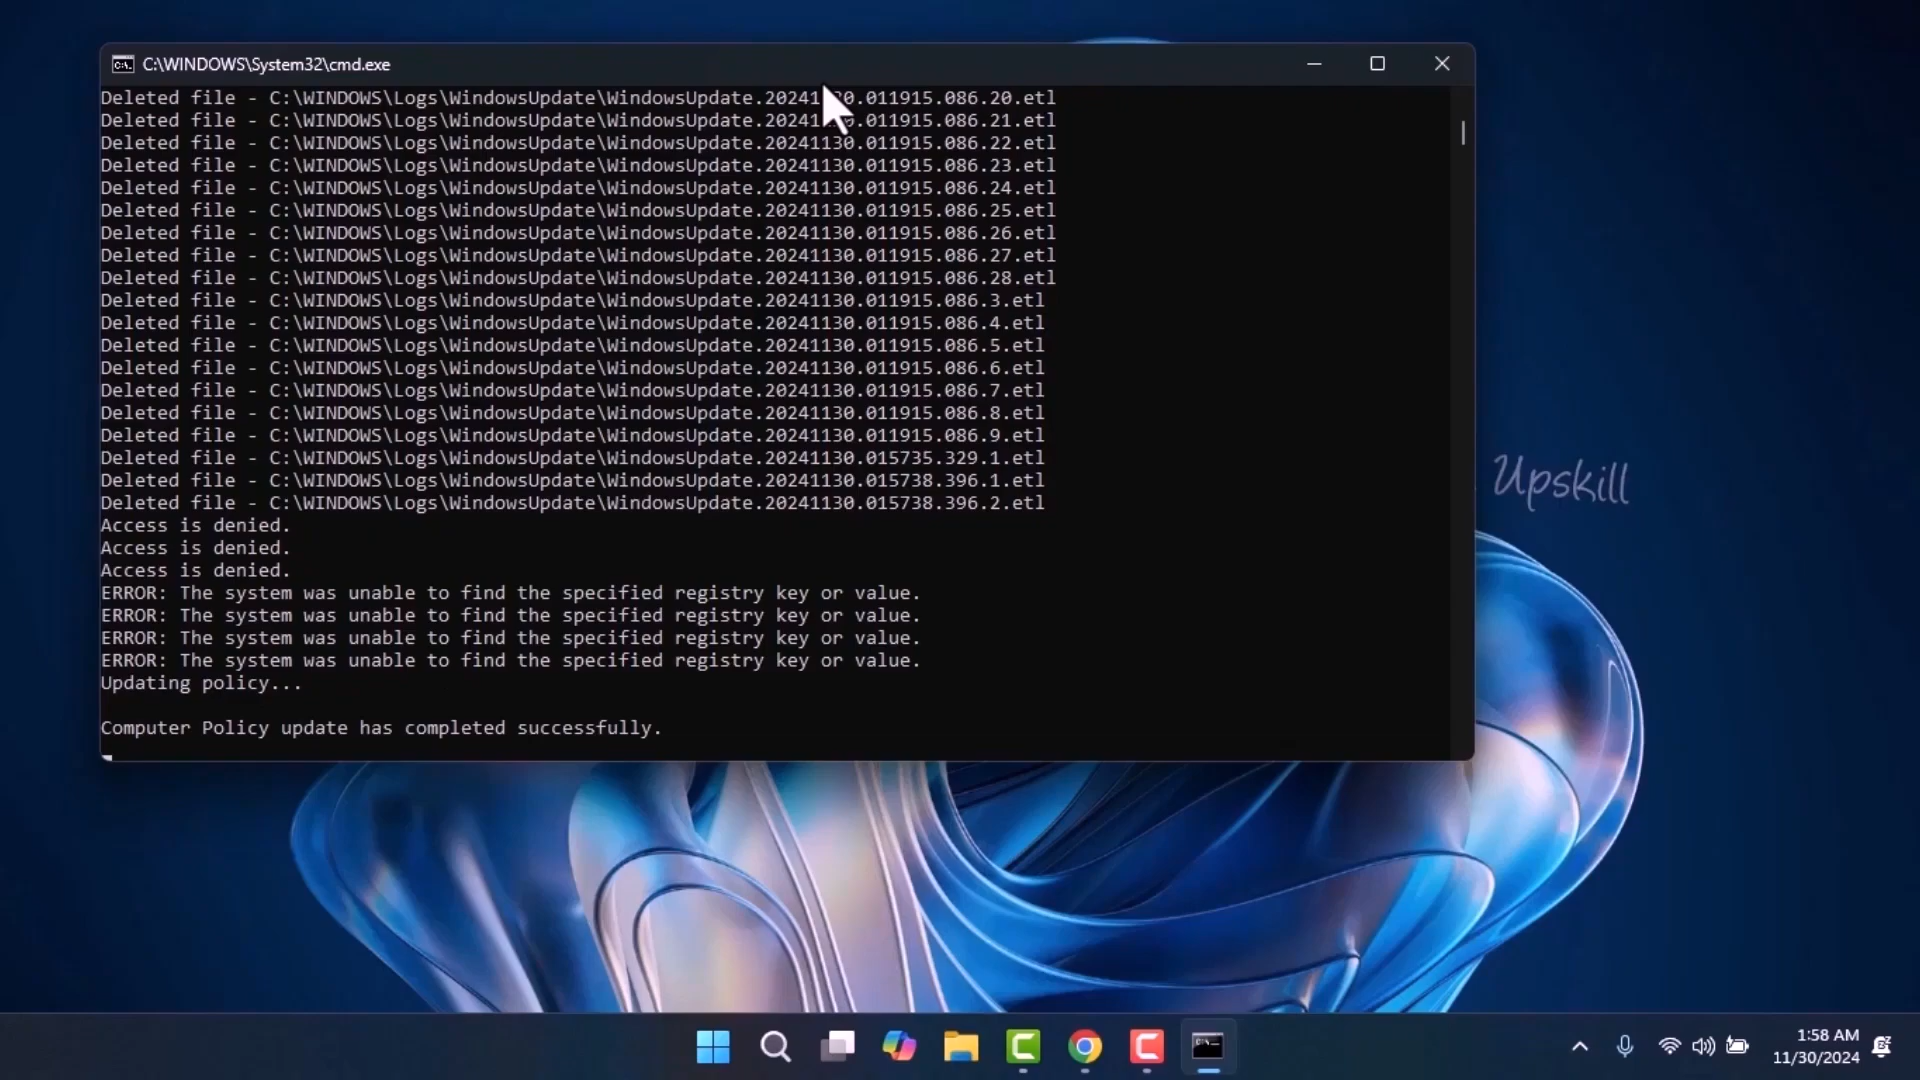 C:\WINDOWS\System32\cmd.exe
Deleted file - C:\WINDOWS\Logs\WindowsUpdate\WindowsUpdate.20241130.011915.086.20.etl
Deleted file - C:\WINDOWS\Logs\WindowsUpdate\WindowsUpdate.20241130.011915.086.21.etl
Deleted file - C:\WINDOWS\Logs\WindowsUpdate\WindowsUpdate.20241130.011915.086.22.etl
Deleted file - C:\WINDOWS\Logs\WindowsUpdate\WindowsUpdate.20241130.011915.086.23.etl
Deleted file - C:\WINDOWS\Logs\WindowsUpdate\WindowsUpdate.20241130.011915.086.24.etl
Deleted file - C:\WINDOWS\Logs\WindowsUpdate\WindowsUpdate.20241130.011915.086.25.etl
Deleted file - C:\WINDOWS\Logs\WindowsUpdate\WindowsUpdate.20241130.011915.086.26.etl
Deleted file - C:\WINDOWS\Logs\WindowsUpdate\WindowsUpdate.20241130.011915.086.27.etl
Deleted file - C:\WINDOWS\Logs\WindowsUpdate\WindowsUpdate.20241130.011915.086.28.etl
Deleted file - C:\WINDOWS\Logs\WindowsUpdate\WindowsUpdate.20241130.011915.086.3.etl
Deleted file - C:\WINDOWS\Logs\WindowsUpdate\WindowsUpdate.20241130.011915.086.4.etl
Deleted file - C:\WINDOWS\Logs\WindowsUpdate\WindowsUpdate.20241130.011915.086.5.etl
Deleted file - C:\WINDOWS\Logs\WindowsUpdate\WindowsUpdate.20241130.011915.086.6.etl
Deleted file - C:\WINDOWS\Logs\WindowsUpdate\WindowsUpdate.20241130.011915.086.7.etl
Deleted file - C:\WINDOWS\Logs\WindowsUpdate\WindowsUpdate.20241130.011915.086.8.etl
Deleted file - C:\WINDOWS\Logs\WindowsUpdate\WindowsUpdate.20241130.011915.086.9.etl
Deleted file - C:\WINDOWS\Logs\WindowsUpdate\WindowsUpdate.20241130.015735.329.1.etl
Deleted file - C:\WINDOWS\Logs\WindowsUpdate\WindowsUpdate.20241130.015738.396.1.etl
Deleted file - C:\WINDOWS\Logs\WindowsUpdate\WindowsUpdate.20241130.015738.396.2.etl
Access is denied.
Access is denied.
Access is denied.
ERROR: The system was unable to find the specified registry key or value.
ERROR: The system was unable to find the specified registry key or value.
ERROR: The system was unable to find the specified registry key or value.
ERROR: The system was unable to find the specified registry key or value.
Updating policy...
Computer Policy update has completed successfully.
Upskill
1:58 AM
11/30/2024